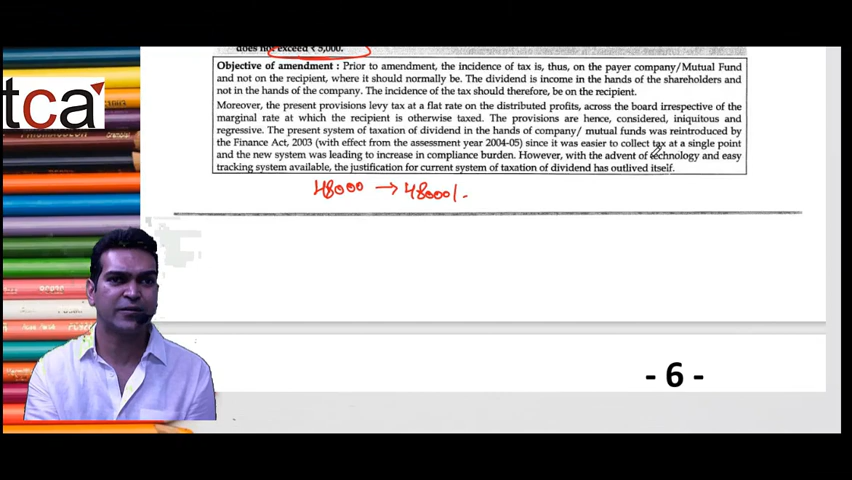 does not exceed ₹ 5,000.
Objective of amendment : Prior to amendment, the incidence of tax is, thus, on the payer company/Mutual Fund
and not on the recipient, where it should normally be. The dividend is income in the hands of the shareholders and
not in the hands of the company. The incidence of the tax should therefore, be on the recipient.
Moreover, the present provisions levy tax at a flat rate on the distributed profits, across the board irrespective of the
marginal rate at which the recipient is otherwise taxed. The provisions are hence, considered, iniquitous and
regressive. The present system of taxation of dividend in the hands of company/ mutual funds was reintroduced by
the Finance Act, 2003 (with effect from the assessment year 2004-05) since it was easier to collect tax at a single point
and the new system was leading to increase in compliance burden. However, with the advent of technology and easy
tracking system available, the justification for current system of taxation of dividend has outlived itself.
48000 → 48000/-
tca
- 6 -